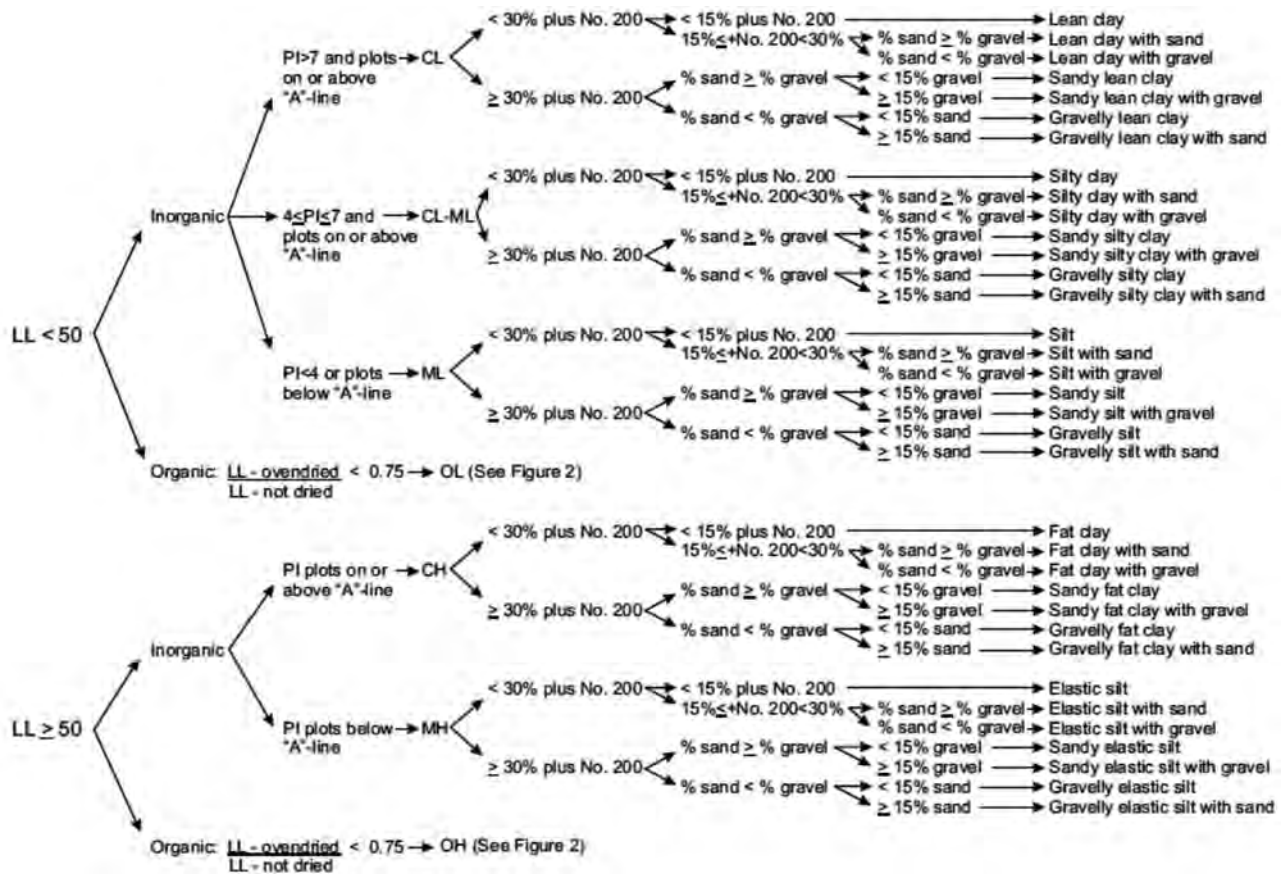 < 30% plus No. 200 < 15% plus No. 200 Lean clay
15%≤+No. 200<30% % sand ≥ % gravel Lean clay with sand
PI>7 and plots on or above "A"-line CL % sand < % gravel Lean clay with gravel
% sand ≥ % gravel < 15% gravel Sandy lean clay
≥ 30% plus No. 200 ≥ 15% gravel Sandy lean clay with gravel
% sand < % gravel < 15% sand Gravelly lean clay
≥ 15% sand Gravelly lean clay with sand
< 30% plus No. 200 < 15% plus No. 200 Silty clay
15%≤+No. 200<30% % sand ≥ % gravel Silty clay with sand
Inorganic 4≤PI≤7 and plots on or above "A"-line CL-ML % sand < % gravel Silty clay with gravel
% sand ≥ % gravel < 15% gravel Sandy silty clay
≥ 30% plus No. 200 ≥ 15% gravel Sandy silty clay with gravel
% sand < % gravel < 15% sand Gravelly silty clay
≥ 15% sand Gravelly silty clay with sand
LL < 50
< 30% plus No. 200 < 15% plus No. 200 Silt
15%≤+No. 200<30% % sand ≥ % gravel Silt with sand
PI<4 or plots below "A"-line ML % sand < % gravel Silt with gravel
% sand ≥ % gravel < 15% gravel Sandy silt
≥ 30% plus No. 200 ≥ 15% gravel Sandy silt with gravel
% sand < % gravel < 15% sand Gravelly silt
≥ 15% sand Gravelly silt with sand
Organic: LL - ovendried < 0.75 OL (See Figure 2)
LL - not dried
< 30% plus No. 200 < 15% plus No. 200 Fat clay
15%≤+No. 200<30% % sand ≥ % gravel Fat clay with sand
PI plots on or above "A"-line CH % sand < % gravel Fat clay with gravel
% sand ≥ % gravel < 15% gravel Sandy fat clay
≥ 30% plus No. 200 ≥ 15% gravel Sandy fat clay with gravel
% sand < % gravel < 15% sand Gravelly fat clay
Inorganic ≥ 15% sand Gravelly fat clay with sand
< 30% plus No. 200 < 15% plus No. 200 Elastic silt
15%≤+No. 200<30% % sand ≥ % gravel Elastic silt with sand
LL ≥ 50 PI plots below "A"-line MH % sand < % gravel Elastic silt with gravel
% sand ≥ % gravel < 15% gravel Sandy elastic silt
≥ 30% plus No. 200 ≥ 15% gravel Sandy elastic silt with gravel
% sand < % gravel < 15% sand Gravelly elastic silt
≥ 15% sand Gravelly elastic silt with sand
Organic: LL - ovendried < 0.75 OH (See Figure 2)
LL - not dried